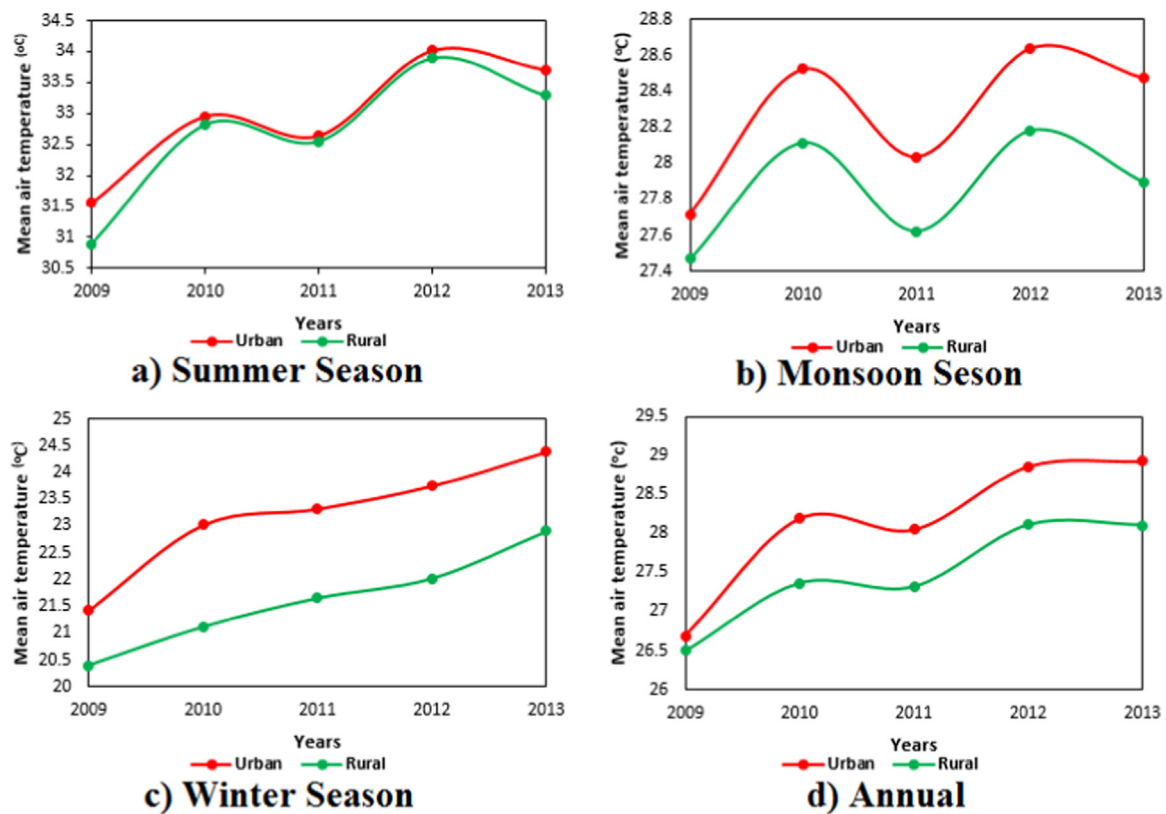 Mean air temperature (oC)
34.5
34
33.5
33
32.5
32
31.5
31
30.5
2009 2010 2011 2012 2013
Years
Urban Rural
a) Summer Season
Mean air temperature (°C)
28.8
28.6
28.4
28.2
28
27.8
27.6
27.4
2009 2010 2011 2012 2013
Years
Urban Rural
b) Monsoon Seson
Mean air temperature (°C)
25
24.5
24
23.5
23
22.5
22
21.5
21
20.5
20
2009 2010 2011 2012 2013
Years
Urban Rural
c) Winter Season
Mean air temperature (°c)
29.5
29
28.5
28
27.5
27
26.5
26
2009 2010 2011 2012 2013
Years
Urban Rural
d) Annual